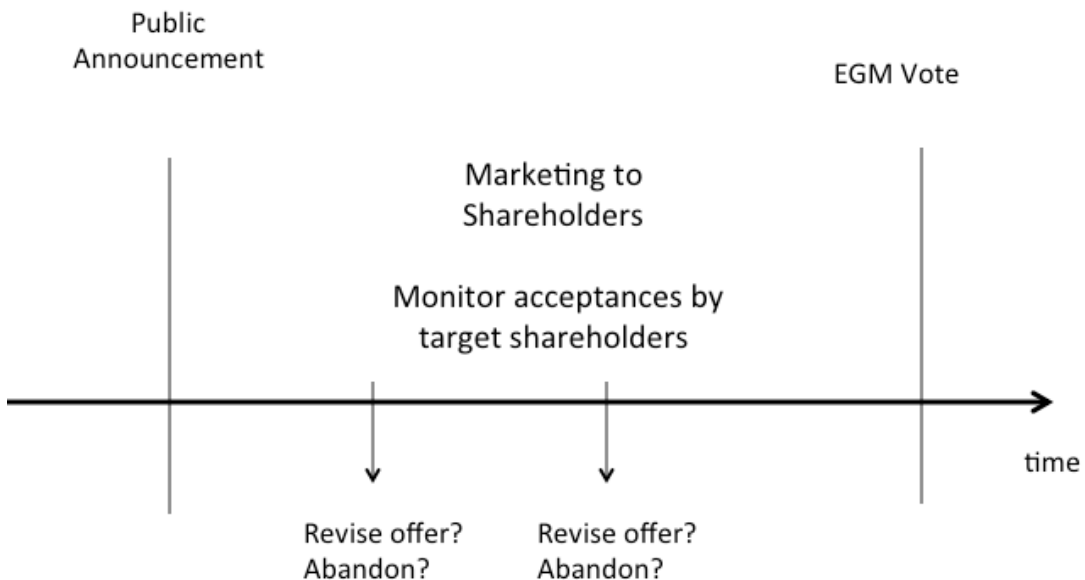 Public
Announcement
EGM Vote
Marketing to
Shareholders
Monitor acceptances by
target shareholders
time
Revise offer?
Abandon?
Revise offer?
Abandon?